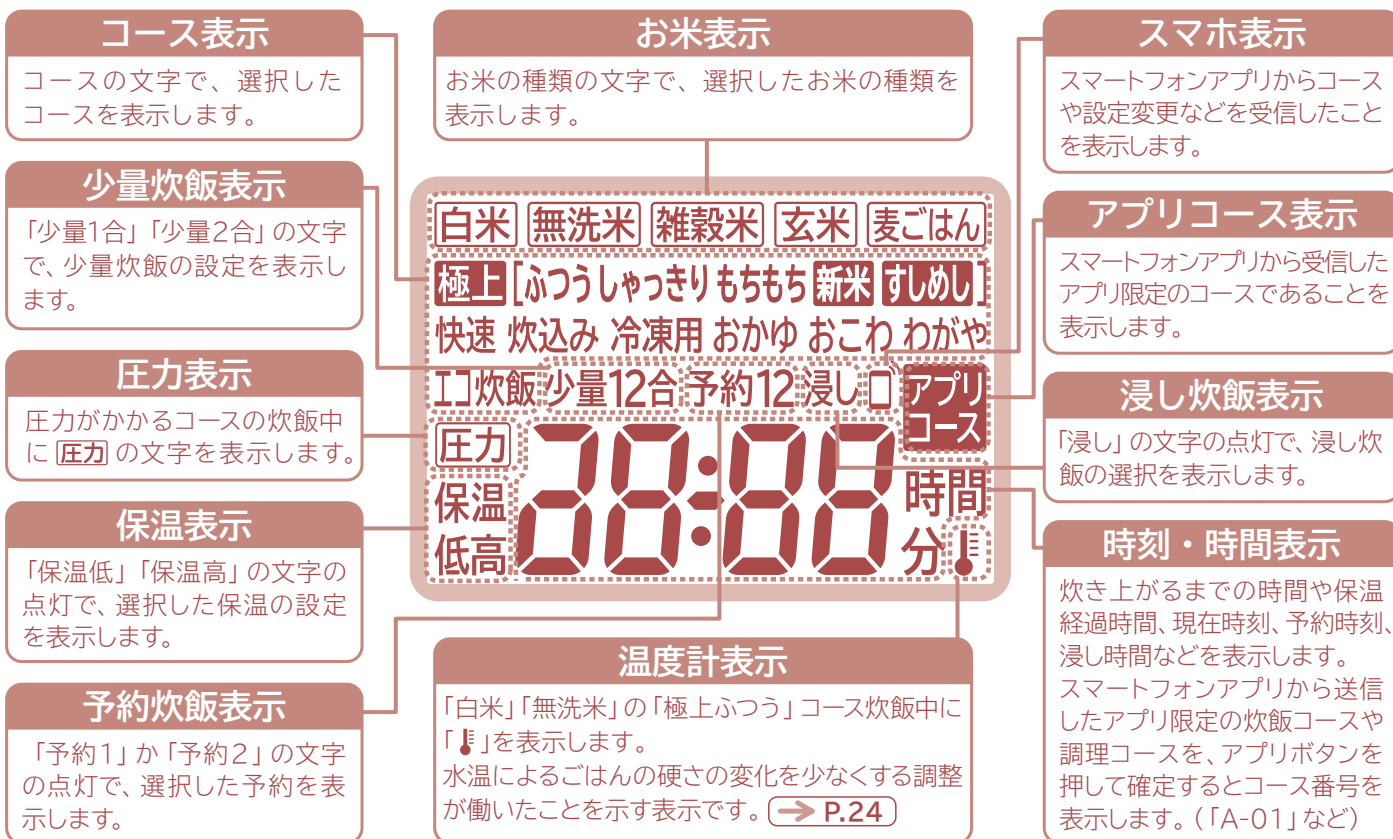 コース表示
コースの文字で、選択した
コースを表示します。
少量炊飯表示
「少量1合」「少量2合」の文字
で、少量炊飯の設定を表示し
ます。
圧力表示
圧力がかかるコースの炊飯中
に 圧力 の文字を表示します。
保温表示
「保温低」「保温高」の文字の
点灯で、選択した保温の設定
を表示します。
予約炊飯表示
「予約1」か「予約2」の文字
の点灯で、選択した予約を表
示します。
お米表示
お米の種類の文字で、選択したお米の種類を
表示します。
白米 無洗米 雑穀米 玄米 麦ごはん
極上[ふつう しゃっきり もちもち 新米 すしめし]
快速 炊込み 冷凍用 おかゆ おこわ わがや
エコ炊飯 少量12合 予約12 浸し アプリ
コース
圧力
38:88
保温
低高
時間
分
温度計表示
「白米」「無洗米」の「極上ふつう」コース炊飯中に
「」を表示します。
水温によるごはんの硬さの変化を少なくする調整
が働いたことを示す表示です。 → P.24
スマホ表示
スマートフォンアプリからコース
や設定変更などを受信したこと
を表示します。
アプリコース表示
スマートフォンアプリから受信した
アプリ限定のコースであることを
表示します。
浸し炊飯表示
「浸し」の文字の点灯で、浸し炊
飯の選択を表示します。
時刻・時間表示
炊き上がるまでの時間や保温
経過時間、現在時刻、予約時刻、
浸し時間などを表示します。
スマートフォンアプリから送信
したアプリ限定の炊飯コースや
調理コースを、アプリボタンを
押して確定するとコース番号を
表示します。(「A-01」など)